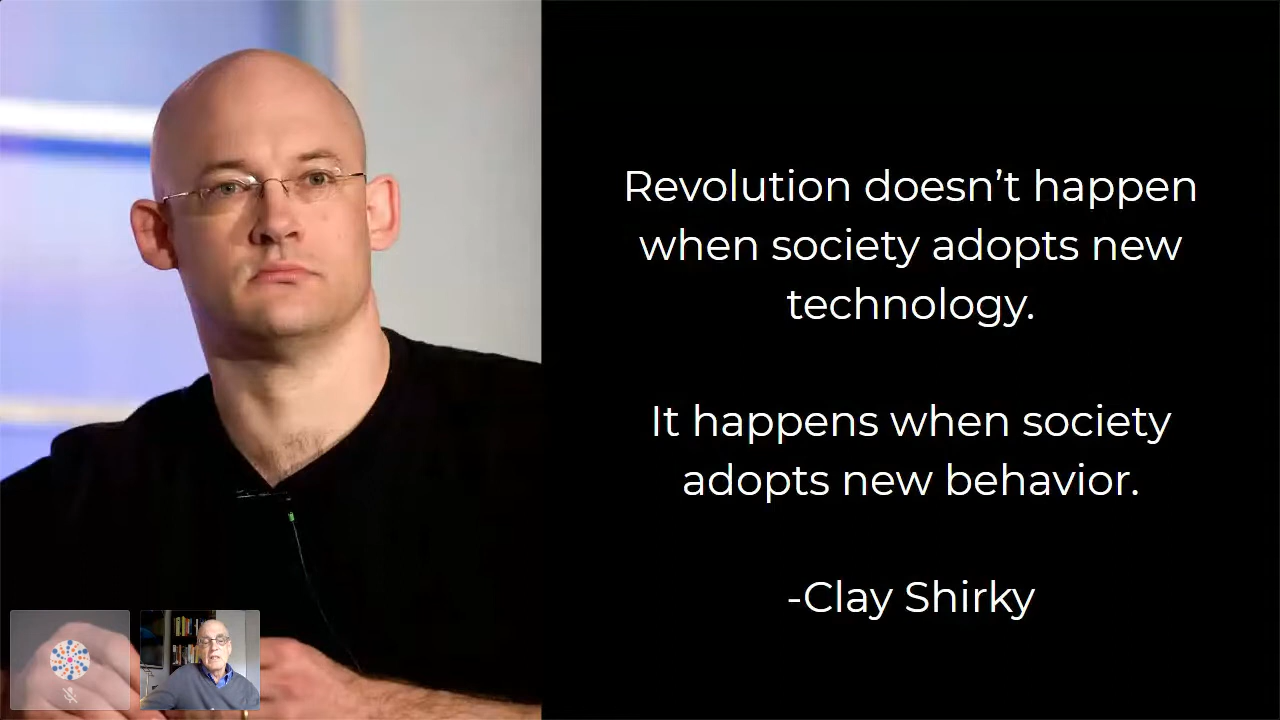 Revolution doesn’t happen
when society adopts new
technology.
It happens when society
adopts new behavior.
-Clay Shirky